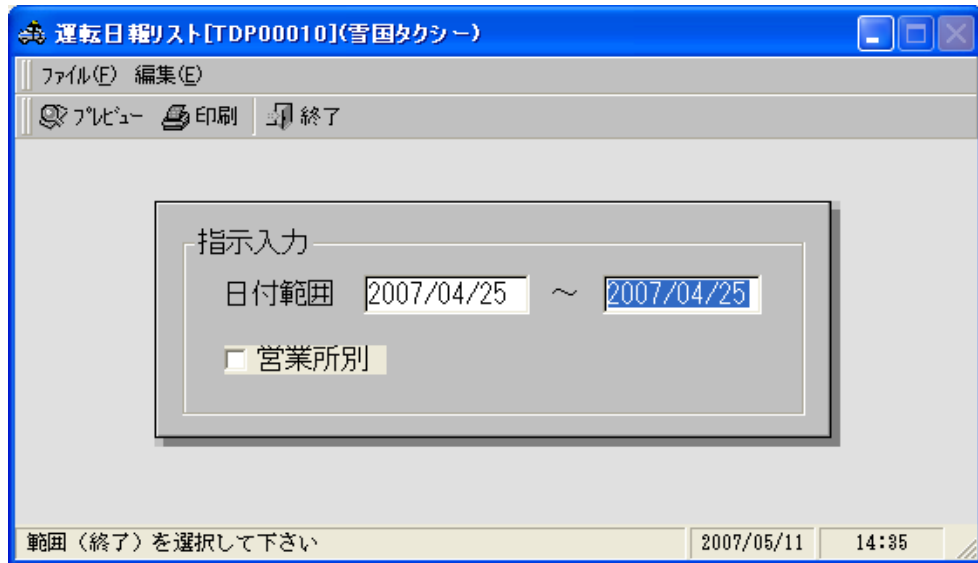 運転日報リスト[TDP00010](雪国タクシー)
ファイル(F) 編集(E)
プレビュー 印刷 終了
指示入力
日付範囲 2007/04/25 ～ 2007/04/25
営業所別
範囲（終了）を選択して下さい 2007/05/11 14:35